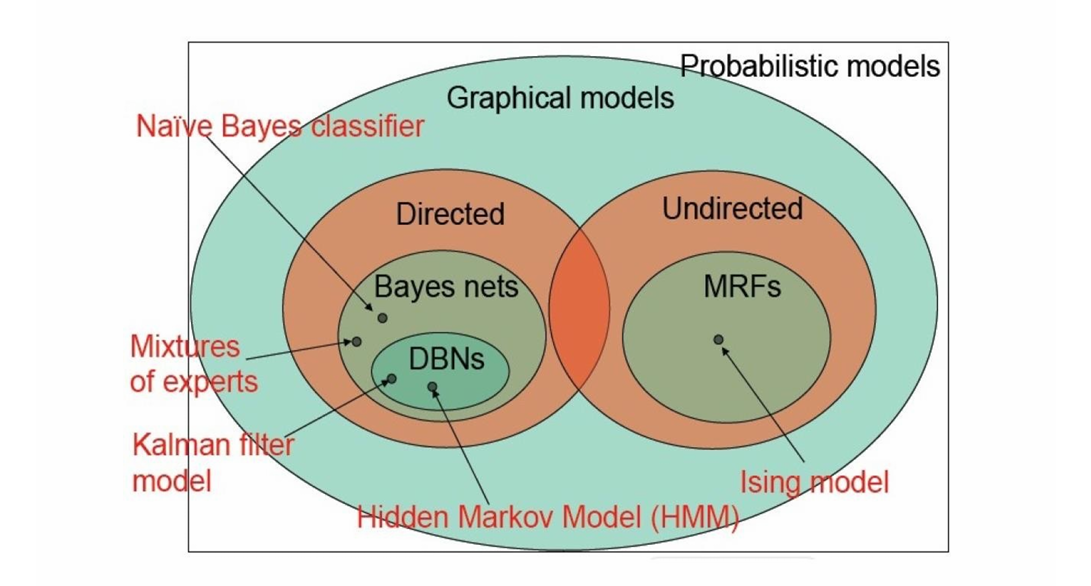 Probabilistic models
Graphical models
Naïve Bayes classifier
Directed
Undirected
Bayes nets
MRFs
Mixtures
of experts
DBNs
Kalman filter
model
Ising model
Hidden Markov Model (HMM)